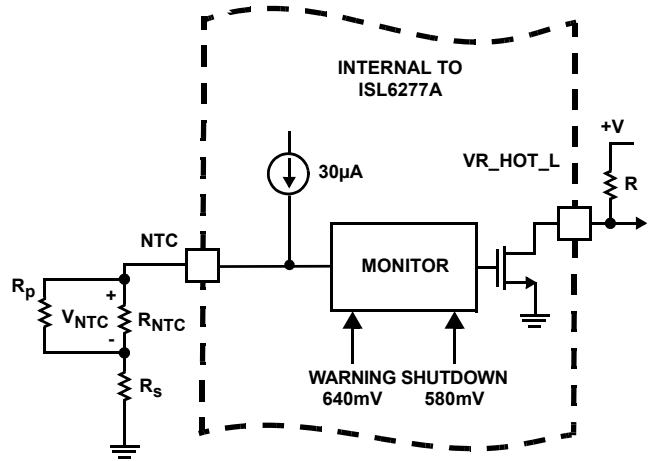 INTERNAL TO
ISL6277A
+V
VR_HOT_L
R
30µA
NTC
MONITOR
Rp
+
VNTC
RNTC
-
Rs
WARNING SHUTDOWN
640mV 580mV